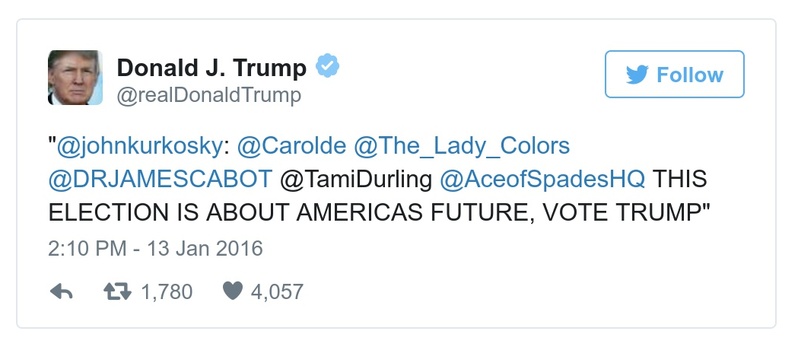 Donald J. Trump
@realDonaldTrump
Follow
"@johnkurkosky: @Carolde @The_Lady_Colors
@DRJAMESCABOT @TamiDurling @AceofSpadesHQ THIS
ELECTION IS ABOUT AMERICAS FUTURE, VOTE TRUMP"
2:10 PM - 13 Jan 2016
1,780 4,057